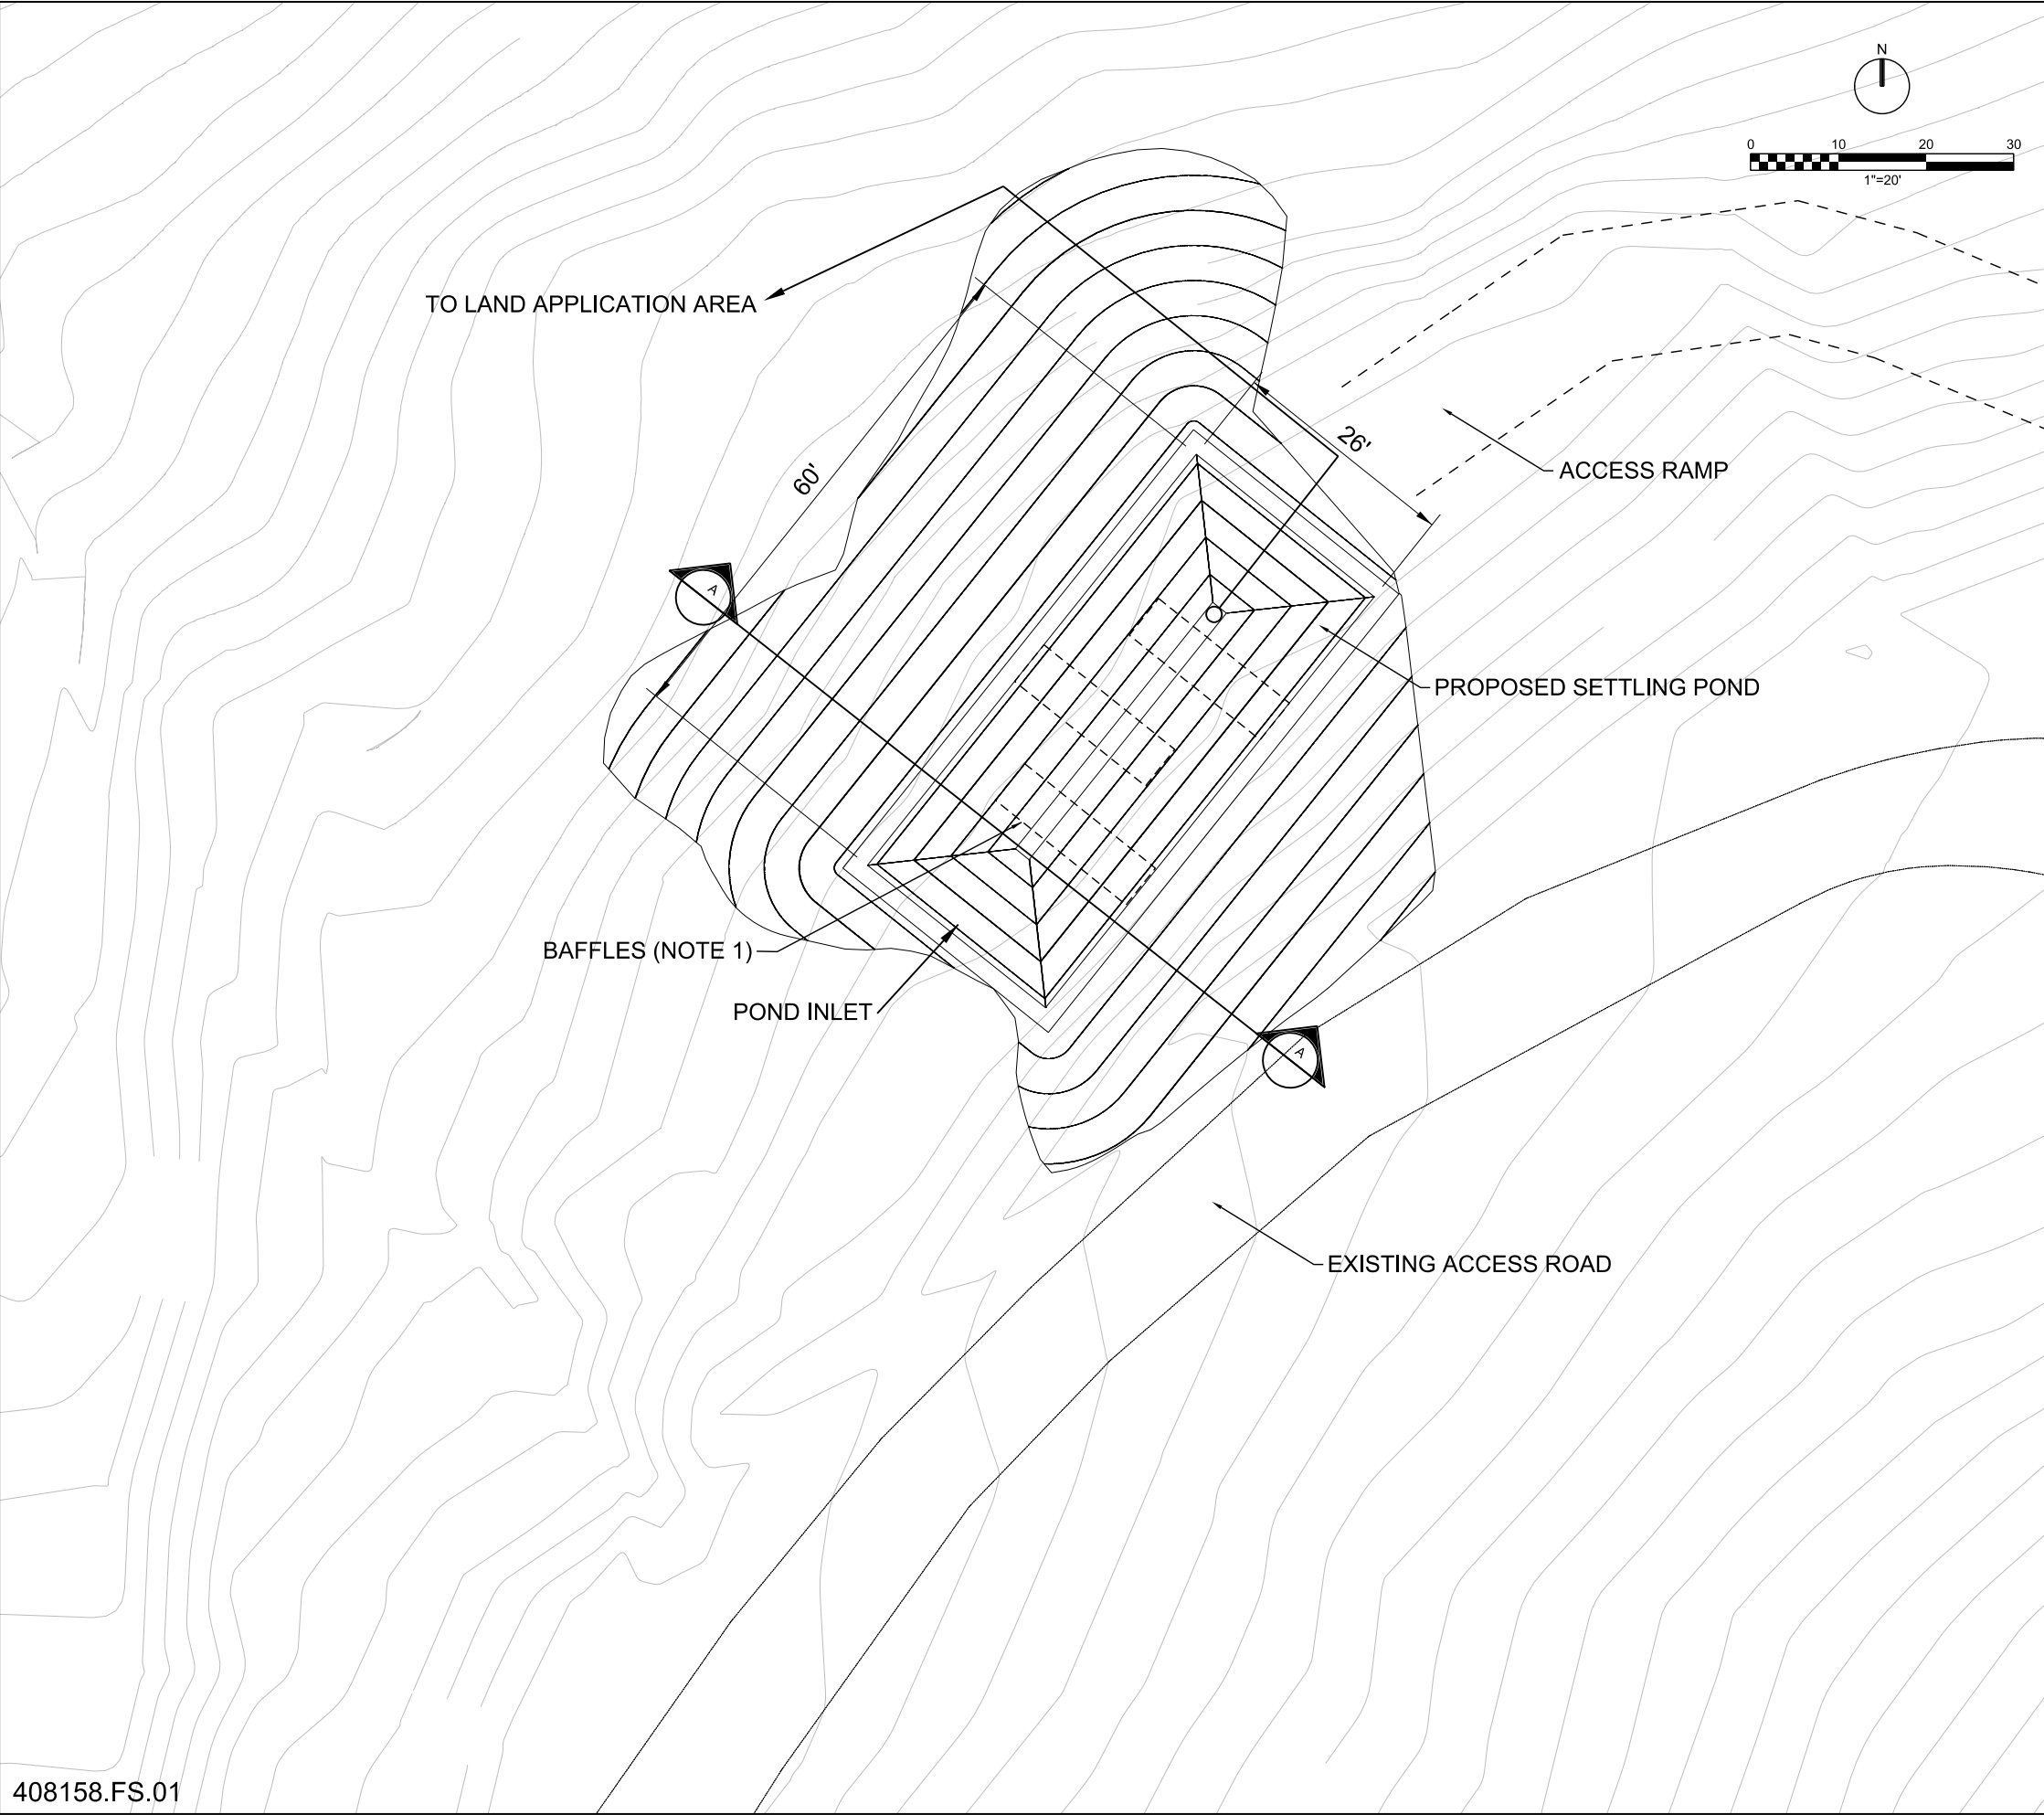 N
0 10 20 30
1"=20'
TO LAND APPLICATION AREA
26'
60'
ACCESS RAMP
A
PROPOSED SETTLING POND
BAFFLES (NOTE 1)
POND INLET
A
EXISTING ACCESS ROAD
408158.FS.01